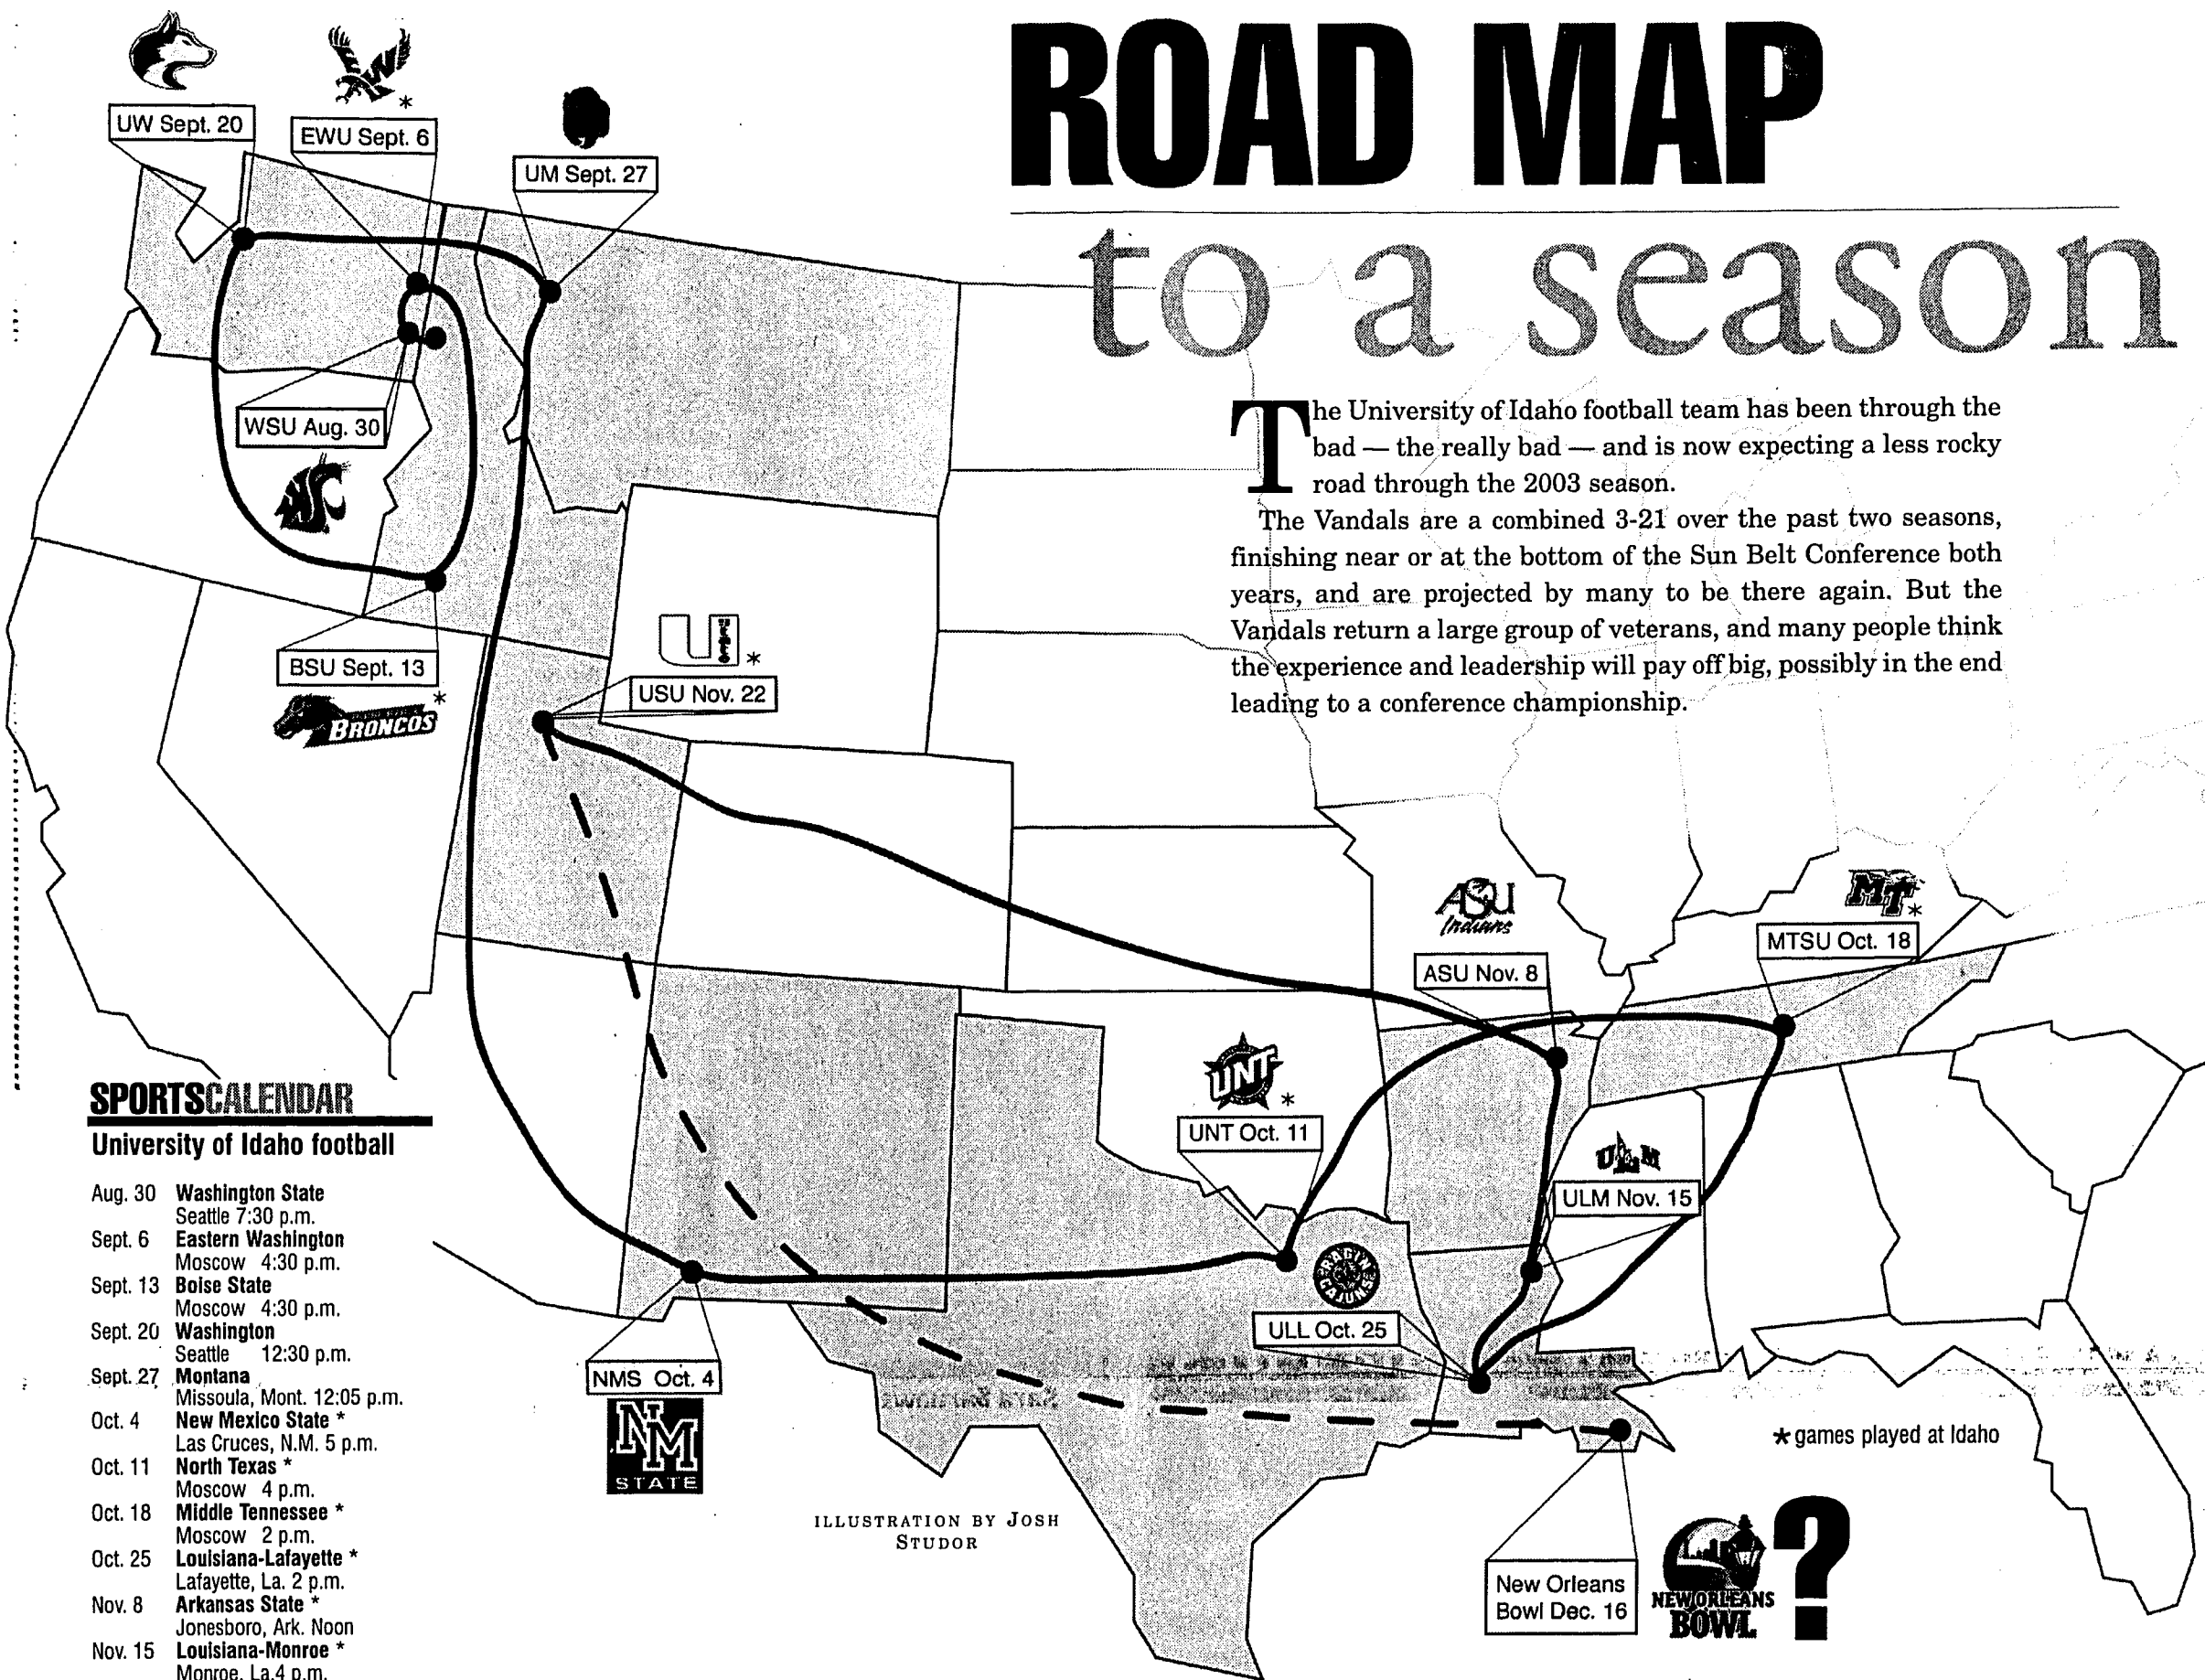 ROAD MAP
to a season
The University of Idaho football team has been through the
bad — the really bad — and is now expecting a less rocky
road through the 2003 season.
The Vandals are a combined 3-21 over the past two seasons,
finishing near or at the bottom of the Sun Belt Conference both
years, and are projected by many to be there again. But the
Vandals return a large group of veterans, and many people think
the experience and leadership will pay off big, possibly in the end
leading to a conference championship.
UW Sept. 20
EW *
EWU Sept. 6
UM Sept. 27
WSU Aug. 30
BSU Sept. 13
BRONCOS *
U *
USU Nov. 22
ASU
Indians
ASU Nov. 8
MT *
MTSU Oct. 18
UNT *
UNT Oct. 11
ULM
ULM Nov. 15
RAGIN
CAJUNS
ULL Oct. 25
NMS Oct. 4
NM
STATE
New Orleans
Bowl Dec. 16
NEW ORLEANS
BOWL
?
* games played at Idaho
ILLUSTRATION BY JOSH
STUDOR
SPORTSCALENDAR
University of Idaho football
Aug. 30 Washington State
Seattle 7:30 p.m.
Sept. 6 Eastern Washington
Moscow 4:30 p.m.
Sept. 13 Boise State
Moscow 4:30 p.m.
Sept. 20 Washington
Seattle 12:30 p.m.
Sept. 27 Montana
Missoula, Mont. 12:05 p.m.
Oct. 4 New Mexico State *
Las Cruces, N.M. 5 p.m.
Oct. 11 North Texas *
Moscow 4 p.m.
Oct. 18 Middle Tennessee *
Moscow 2 p.m.
Oct. 25 Louisiana-Lafayette *
Lafayette, La. 2 p.m.
Nov. 8 Arkansas State *
Jonesboro, Ark. Noon
Nov. 15 Louisiana-Monroe *
Monroe, La.4 p.m.